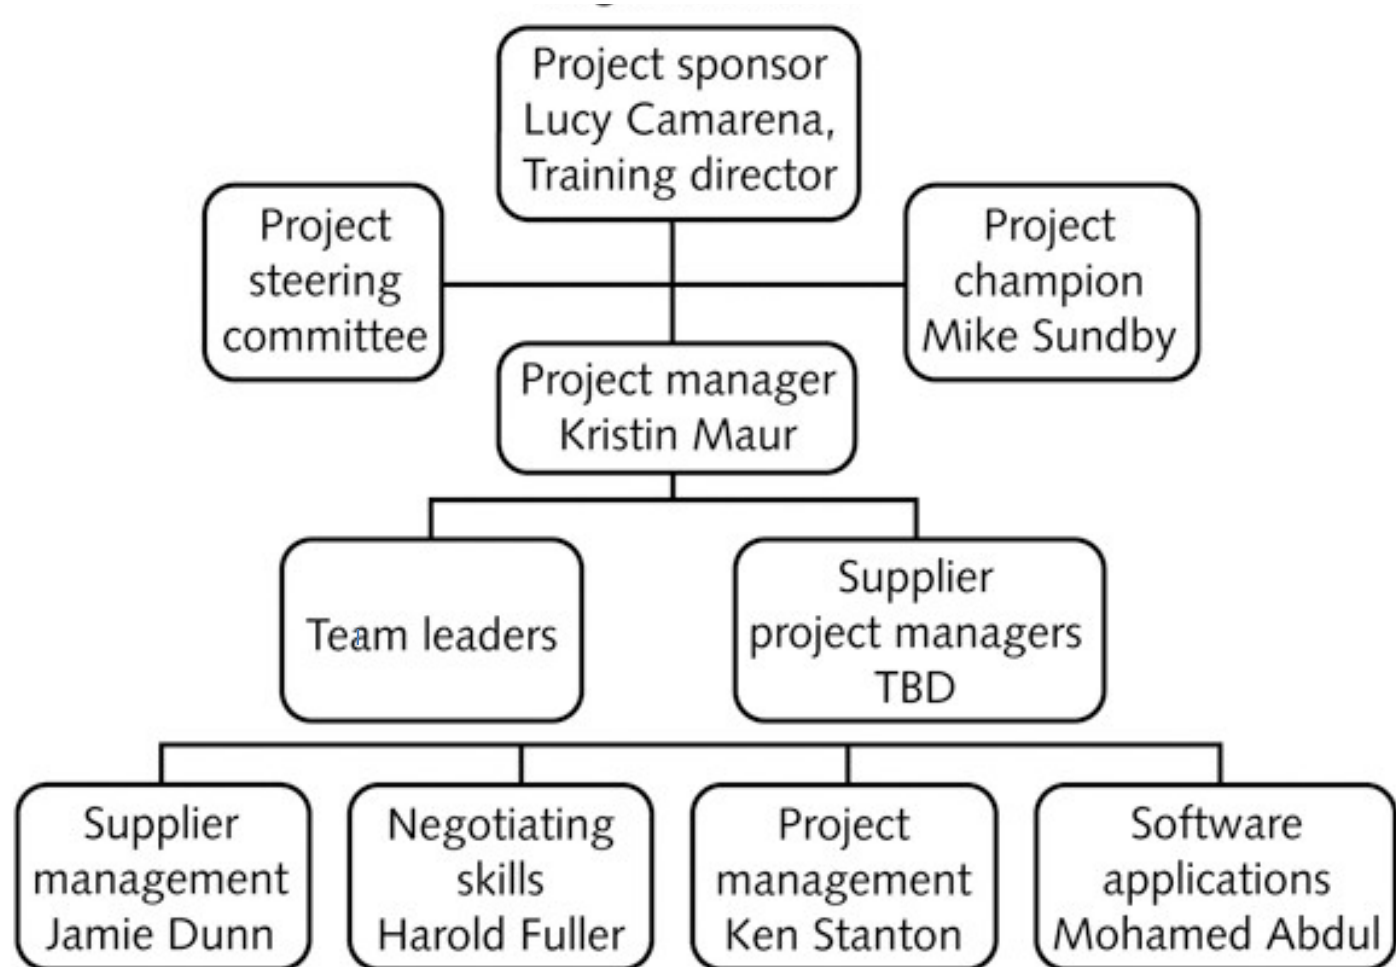 Project sponsor
Lucy Camarena,
Training director
Project
steering
committee
Project
champion
Mike Sundby
Project manager
Kristin Maur
Team leaders
Supplier
project managers
TBD
Supplier
management
Jamie Dunn
Negotiating
skills
Harold Fuller
Project
management
Ken Stanton
Software
applications
Mohamed Abdul